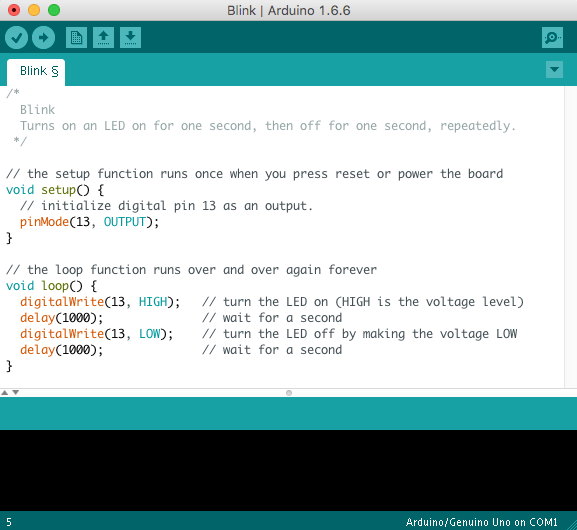 Blink | Arduino 1.6.6
Blink §
/*
  Blink
  Turns on an LED on for one second, then off for one second, repeatedly.
 */

// the setup function runs once when you press reset or power the board
void setup() {
  // initialize digital pin 13 as an output.
  pinMode(13, OUTPUT);
}

// the loop function runs over and over again forever
void loop() {
  digitalWrite(13, HIGH);   // turn the LED on (HIGH is the voltage level)
  delay(1000);              // wait for a second
  digitalWrite(13, LOW);    // turn the LED off by making the voltage LOW
  delay(1000);              // wait for a second
}
5
Arduino/Genuino Uno on COM1